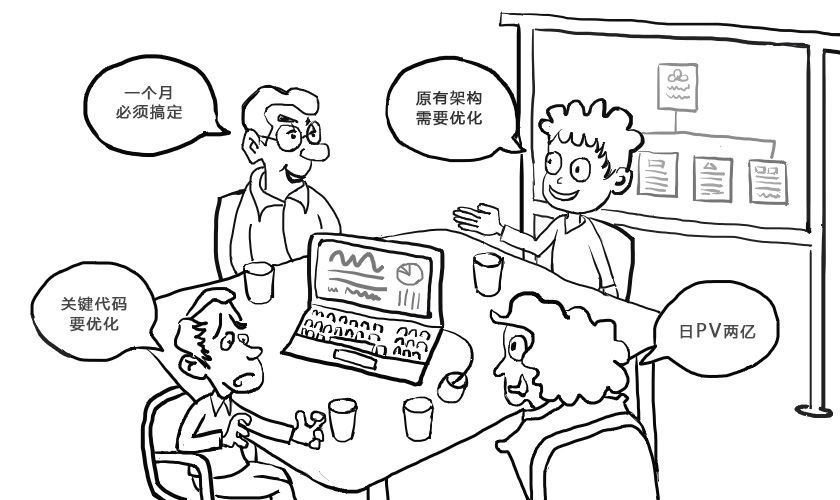 一个月
必须搞定
原有架构
需要优化
关键代码
要优化
日PV两亿